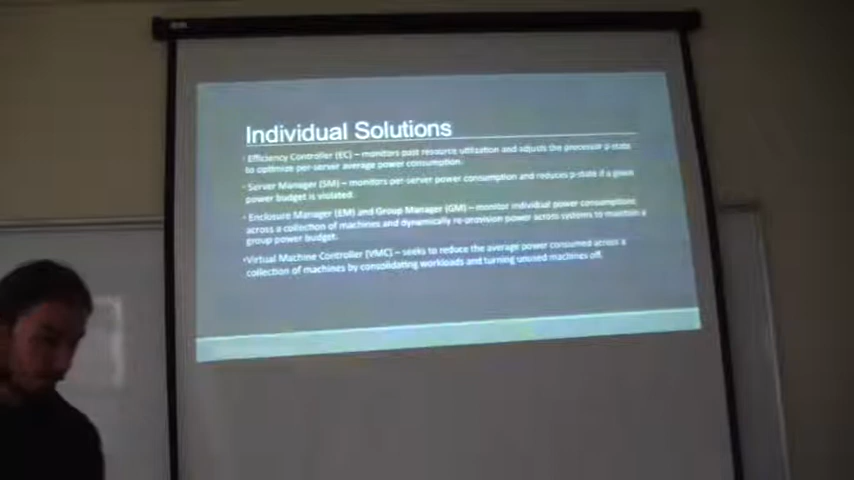 Individual Solutions
• Efficiency Controller (EC) – monitors past resource utilization and adjusts the processor p-state
to optimize per-server average power consumption.
• Server Manager (SM) – monitors per-server power consumption and reduces p-state if a given
power budget is violated.
• Enclosure Manager (EM) and Group Manager (GM) – monitor individual power consumptions
across a collection of machines and dynamically re-provision power across systems to maintain a
group power budget.
• Virtual Machine Controller (VMC) – seeks to reduce the average power consumed across a
collection of machines by consolidating workloads and turning unused machines off.